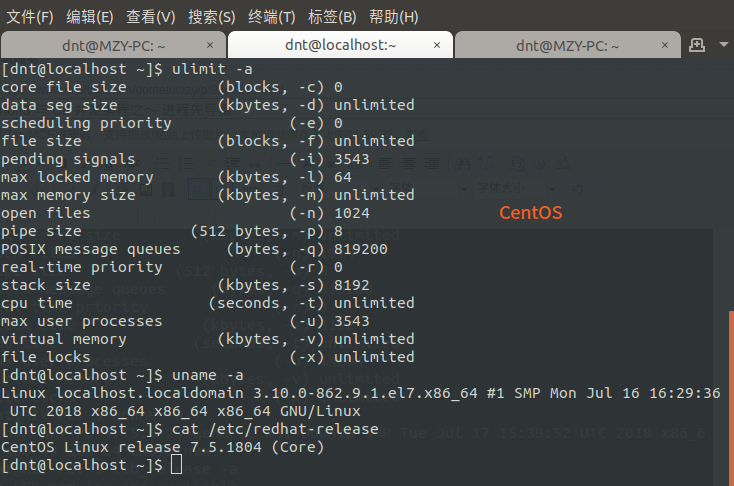 文件(F) 编辑(E) 查看(V) 搜索(S) 终端(T) 标签(B) 帮助(H)
dnt@MZY-PC: ~ × dnt@localhost:~ × dnt@MZY-PC: ~ ×
[dnt@localhost ~]$ ulimit -a
core file size (blocks, -c) 0
data seg size (kbytes, -d) unlimited
scheduling priority (-e) 0
file size (blocks, -f) unlimited
pending signals (-i) 3543
max locked memory (kbytes, -l) 64
max memory size (kbytes, -m) unlimited
open files (-n) 1024
CentOS
pipe size (512 bytes, -p) 8
POSIX message queues (bytes, -q) 819200
real-time priority (-r) 0
stack size (kbytes, -s) 8192
cpu time (seconds, -t) unlimited
max user processes (-u) 3543
virtual memory (kbytes, -v) unlimited
file locks (-x) unlimited
[dnt@localhost ~]$ uname -a
Linux localhost.localdomain 3.10.0-862.9.1.el7.x86_64 #1 SMP Mon Jul 16 16:29:36
UTC 2018 x86_64 x86_64 x86_64 GNU/Linux
[dnt@localhost ~]$ cat /etc/redhat-release
CentOS Linux release 7.5.1804 (Core)
[dnt@localhost ~]$